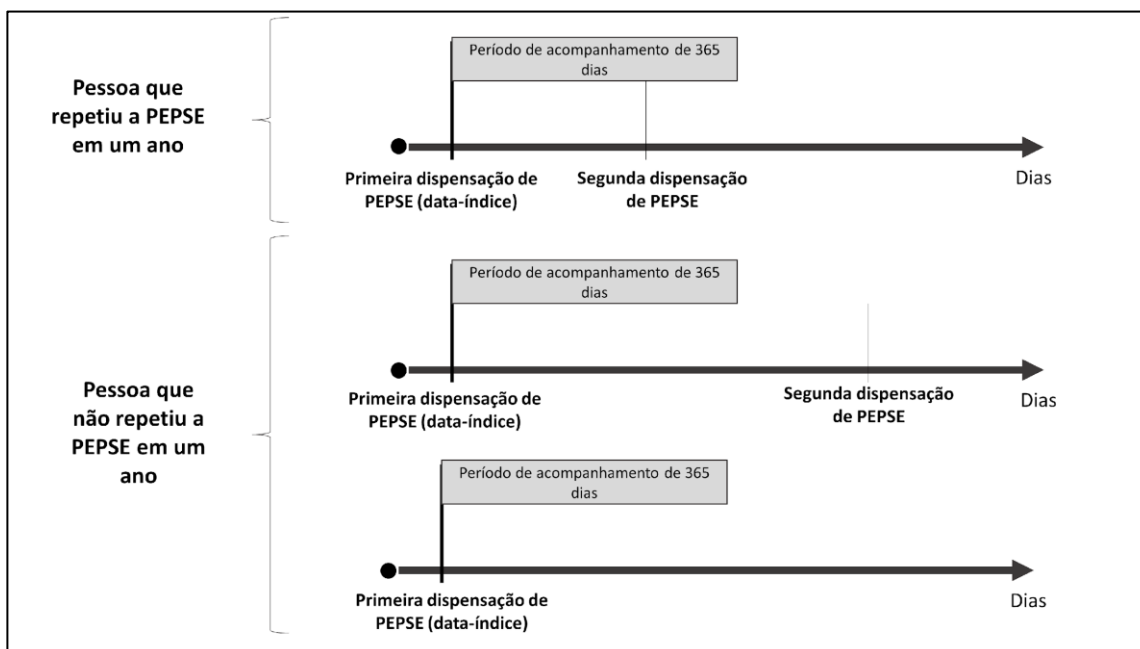 Pessoa que
repetiu a PEPSE
em um ano
Período de acompanhamento de 365
dias
Primeira dispensação de
PEPSE (data-índice)
Segunda dispensação
de PEPSE
Dias
Pessoa que
não repetiu a
PEPSE em um
ano
Período de acompanhamento de 365
dias
Primeira dispensação de
PEPSE (data-índice)
Segunda dispensação
de PEPSE
Dias
Período de acompanhamento de 365
dias
Primeira dispensação de
PEPSE (data-índice)
Dias